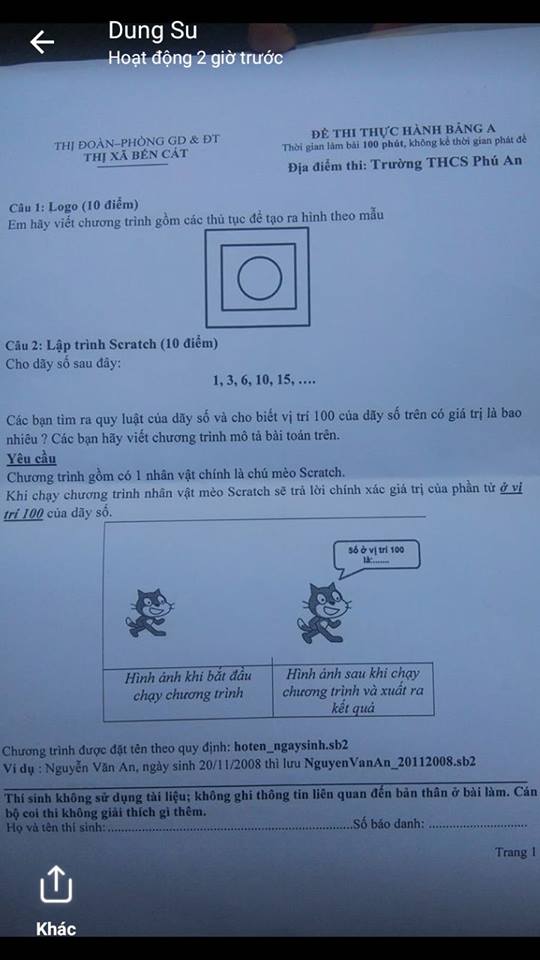 Dung Su
Hoạt động 2 giờ trước
THỊ ĐOÀN–PHÒNG GD & ĐT
THỊ XÃ BẾN CÁT
ĐỀ THI THỰC HÀNH BẢNG A
Thời gian làm bài 100 phút, không kể thời gian phát đề
Địa điểm thi: Trường THCS Phú An
Câu 1: Logo (10 điểm)
Em hãy viết chương trình gồm các thủ tục để tạo ra hình theo mẫu
Câu 2: Lập trình Scratch (10 điểm)
Cho dãy số sau đây:
1, 3, 6, 10, 15, ….
Các bạn tìm ra quy luật của dãy số và cho biết vị trí 100 của dãy số trên có giá trị là bao
nhiêu ? Các bạn hãy viết chương trình mô tả bài toán trên.
Yêu cầu
Chương trình gồm có 1 nhân vật chính là chú mèo Scratch.
Khi chạy chương trình nhân vật mèo Scratch sẽ trả lời chính xác giá trị của phần tử ở vị
trí 100 của dãy số.
Số ở vị trí 100
là:.......
Hình ảnh khi bắt đầu
chạy chương trình
Hình ảnh sau khi chạy
chương trình và xuất ra
kết quả
Chương trình được đặt tên theo quy định: hoten_ngaysinh.sb2
Ví dụ : Nguyễn Văn An, ngày sinh 20/11/2008 thì lưu NguyenVanAn_20112008.sb2
Thí sinh không sử dụng tài liệu; không ghi thông tin liên quan đến bản thân ở bài làm. Cán
bộ coi thi không giải thích gì thêm.
Họ và tên thí sinh:..............................Số báo danh: ....................
Trang 1
Khác